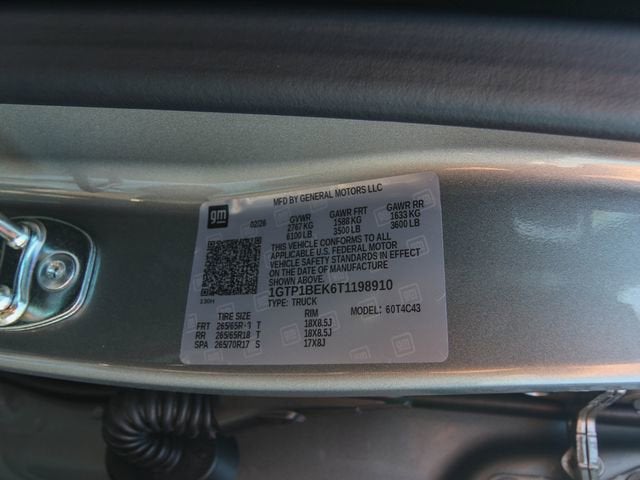 MFD BY GENERAL MOTORS LLC
gm
02/26 GVWR GAWR FRT GAWR RR
2767 KG 1588 KG 1633 KG
6100 LB 3500 LB 3600 LB
THIS VEHICLE CONFORMS TO ALL
APPLICABLE U.S. FEDERAL MOTOR
VEHICLE SAFETY STANDARDS IN EFFECT
ON THE DATE OF MANUFACTURE
SHOWN ABOVE.
1GTP1BEK6T1198910
TYPE: TRUCK MODEL: 60T4C43
TIRE SIZE RIM
FRT T 18X8.5J
RR 265/65R18 T 18X8.5J
SPA 265/70R17 S 17X8J